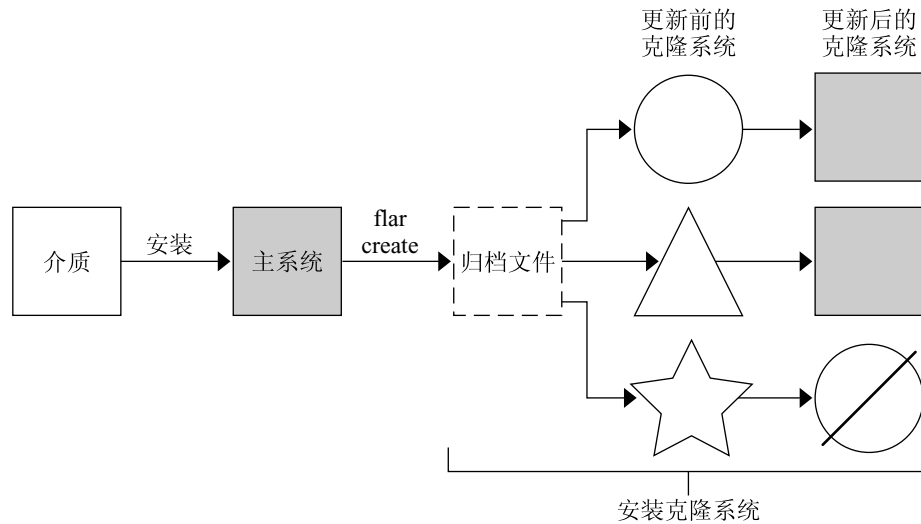 更新前的
克隆系统
更新后的
克隆系统
介质
安装
主系统
flar
create
归档文件
安装克隆系统